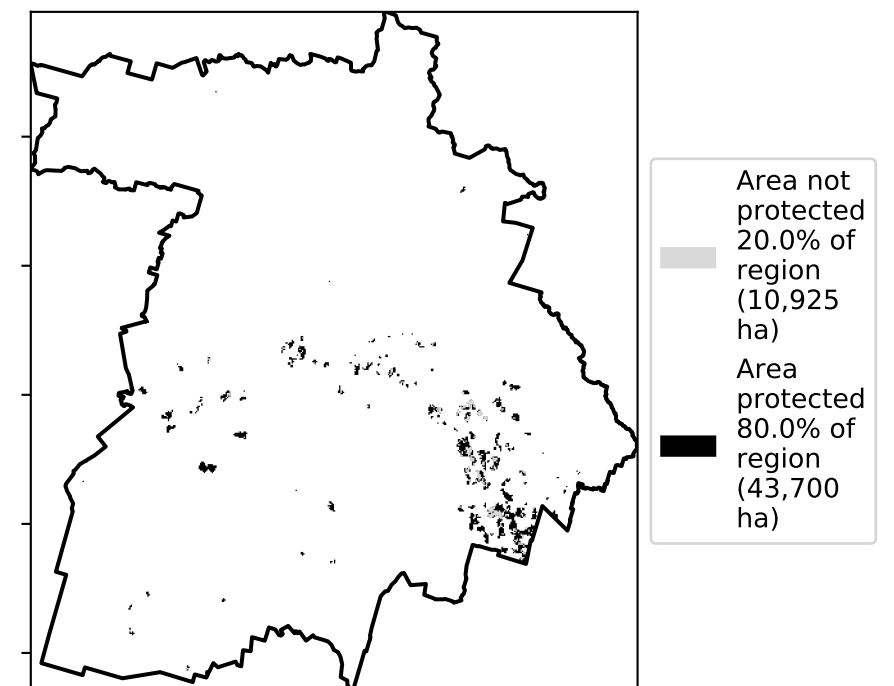 Area not
protected
20.0% of
region
(10,925
ha)
Area
protected
80.0% of
region
(43,700
ha)